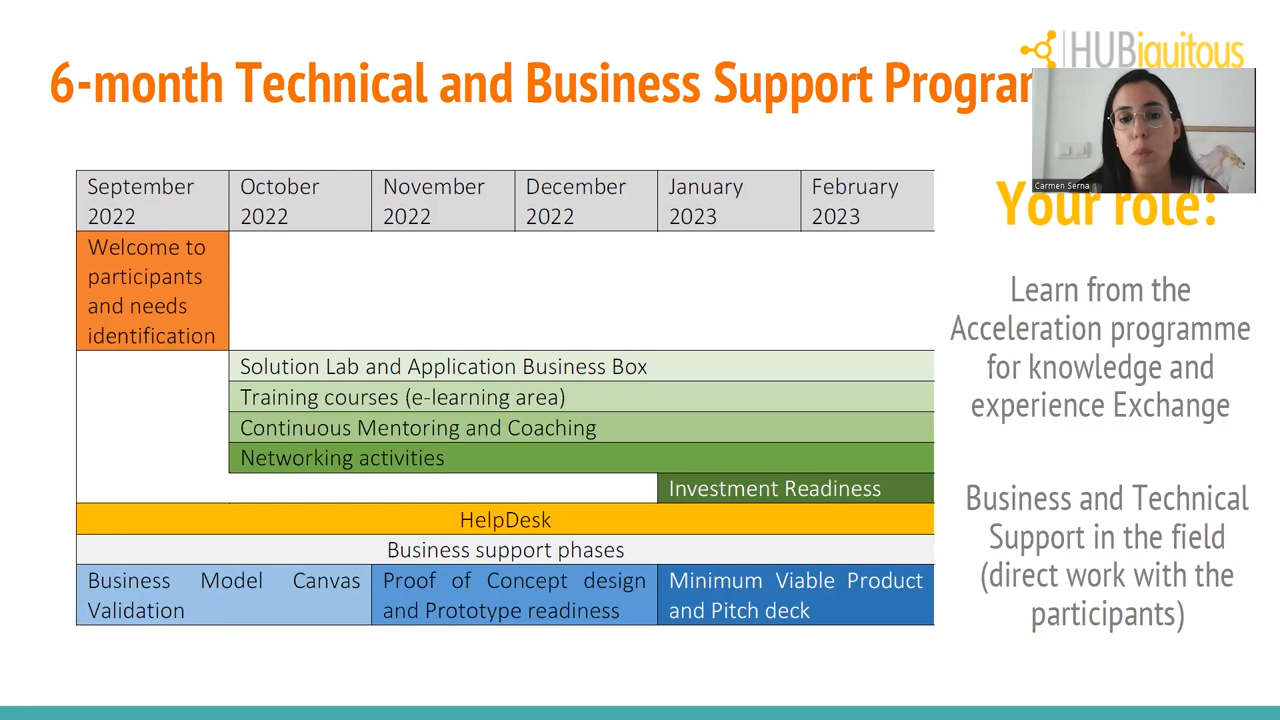 HUBiquitous
6-month Technical and Business Support Program
Carmen Serna
September
2022
October
2022
November
2022
December
2022
January
2023
February
2023
Welcome to
participants
and needs
identification
Solution Lab and Application Business Box
Training courses (e-learning area)
Continuous Mentoring and Coaching
Networking activities
Investment Readiness
HelpDesk
Business support phases
Business Model Canvas
Validation
Proof of Concept design
and Prototype readiness
Minimum Viable Product
and Pitch deck
Your role:
Learn from the
Acceleration programme
for knowledge and
experience Exchange
Business and Technical
Support in the field
(direct work with the
participants)